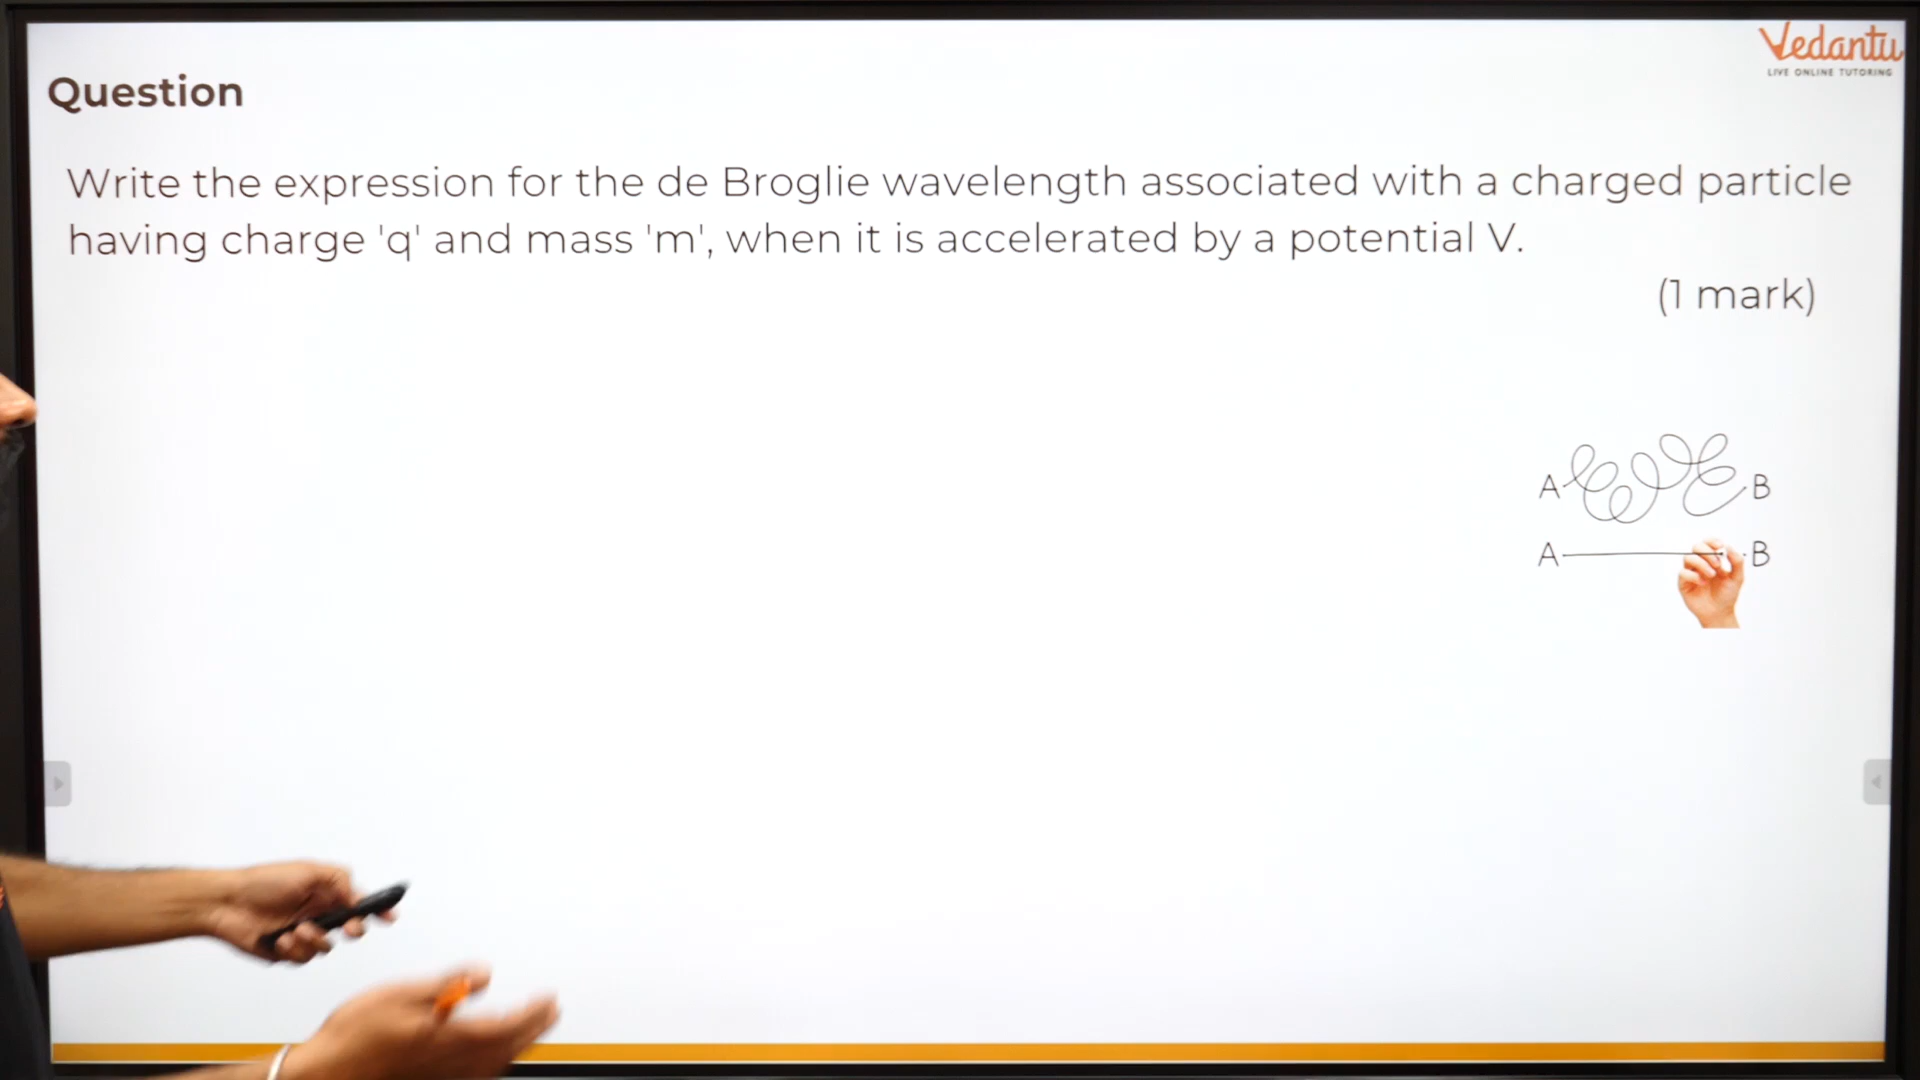 Vedantu
LIVE ONLINE TUTORING
Question
Write the expression for the de Broglie wavelength associated with a charged particle
having charge 'q' and mass 'm', when it is accelerated by a potential V.
(1 mark)
A B
A B